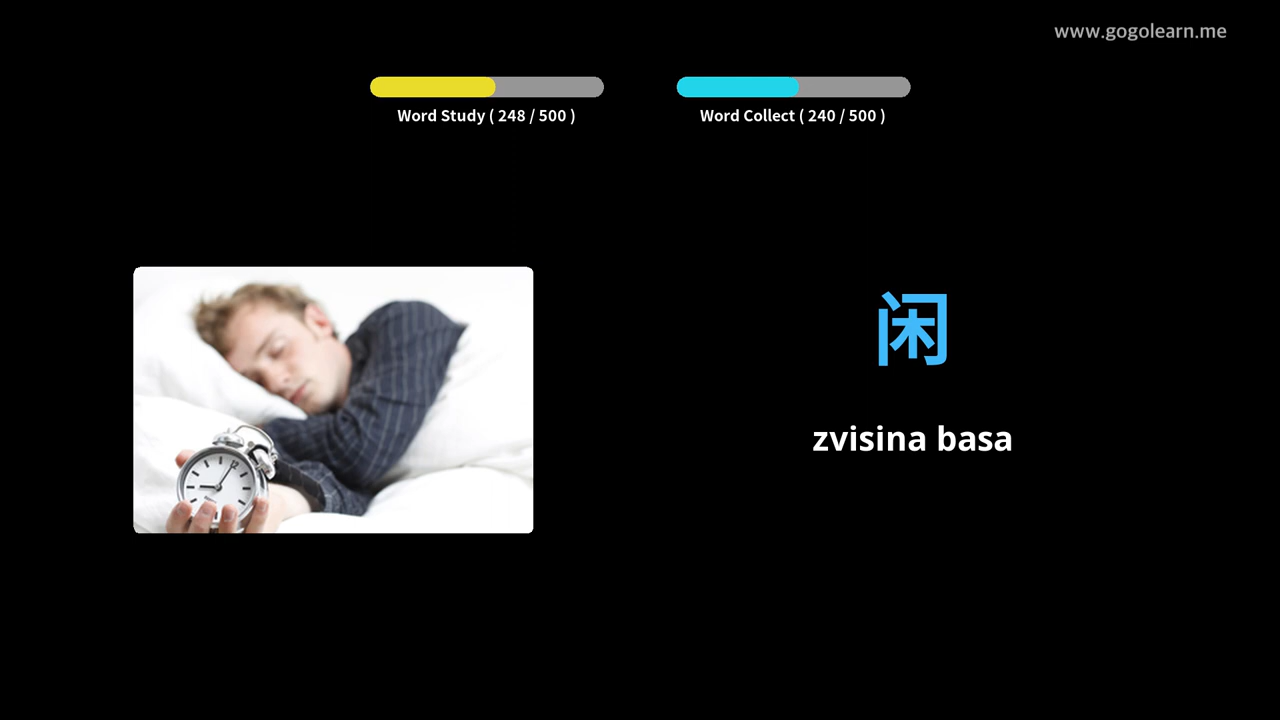 www.gogolearn.me
Word Study ( 248 / 500 )
Word Collect ( 240 / 500 )
闲
zvisina basa